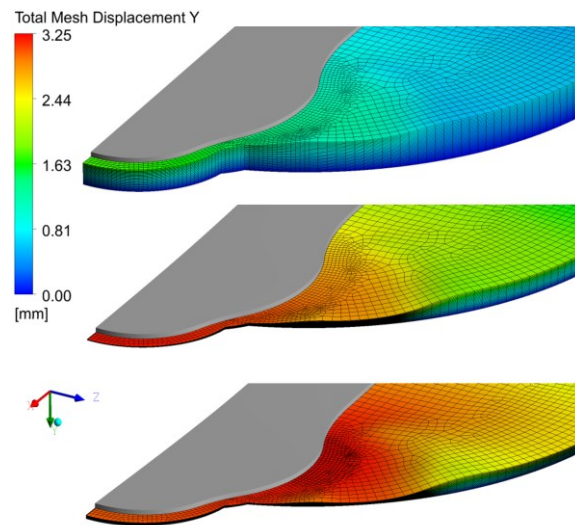 Total Mesh Displacement Y
3.25
2.44
1.63
0.81
0.00
[mm]
X
Z
Y